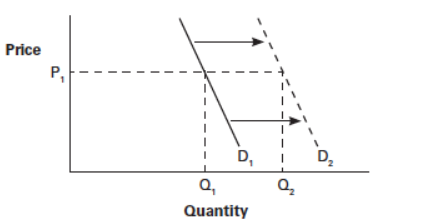 Price
P₁
D₁
D₂
Q₁
Q₂
Quantity